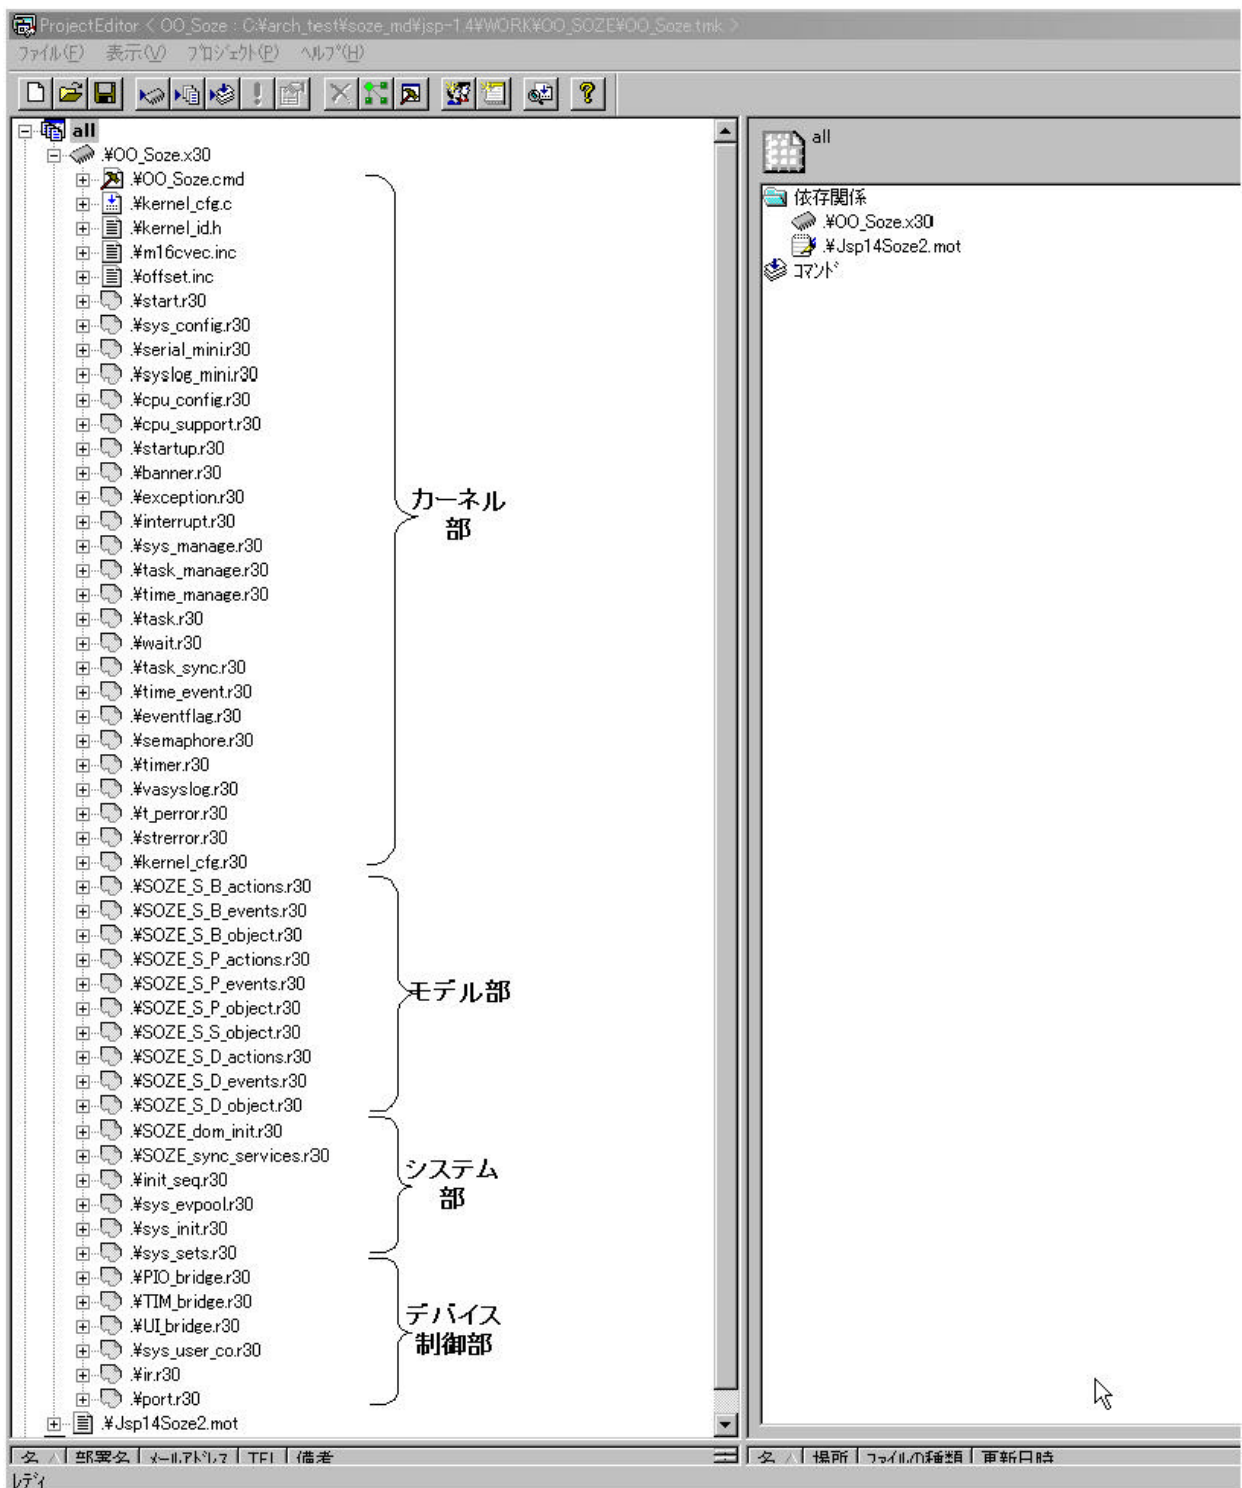 ProjectEditor < OO_Soze : C:¥arch_test¥soze_md¥jsp-1.4¥WORK¥OO_SOZE¥OO_Soze.tmk >
ファイル(F) 表示(V) プロジェクト(P) ヘルプ(H)
all
.¥OO_Soze.x30
.¥OO_Soze.cmd
.¥kernel_cfg.c
.¥kernel_id.h
.¥m16cvec.inc
.¥offset.inc
.¥start.r30
.¥sys_config.r30
.¥serial_mini.r30
.¥syslog_mini.r30
.¥cpu_config.r30
.¥cpu_support.r30
.¥startup.r30
.¥banner.r30
.¥exception.r30
.¥interrupt.r30
.¥sys_manage.r30
.¥task_manage.r30
.¥time_manage.r30
.¥task.r30
.¥wait.r30
.¥task_sync.r30
.¥time_event.r30
.¥eventflag.r30
.¥semaphore.r30
.¥timer.r30
.¥vasyslog.r30
.¥t_perror.r30
.¥strerror.r30
.¥kernel_cfg.r30
カーネル
部
.¥SOZE_S_B_actions.r30
.¥SOZE_S_B_events.r30
.¥SOZE_S_B_object.r30
.¥SOZE_S_P_actions.r30
.¥SOZE_S_P_events.r30
.¥SOZE_S_P_object.r30
.¥SOZE_S_S_object.r30
.¥SOZE_S_D_actions.r30
.¥SOZE_S_D_events.r30
.¥SOZE_S_D_object.r30
モデル部
.¥SOZE_dom_init.r30
.¥SOZE_sync_services.r30
.¥init_seq.r30
.¥sys_evpool.r30
.¥sys_init.r30
.¥sys_sets.r30
システム
部
.¥PIO_bridge.r30
.¥TIM_bridge.r30
.¥UI_bridge.r30
.¥sys_user_co.r30
.¥ir.r30
.¥port.r30
デバイス
制御部
.¥Jsp14Soze2.mot
all
依存関係
.¥OO_Soze.x30
.¥Jsp14Soze2.mot
コマンド
名 部署名 メールアドレス TEL 備考
名 場所 ファイルの種類 更新日時
レディ